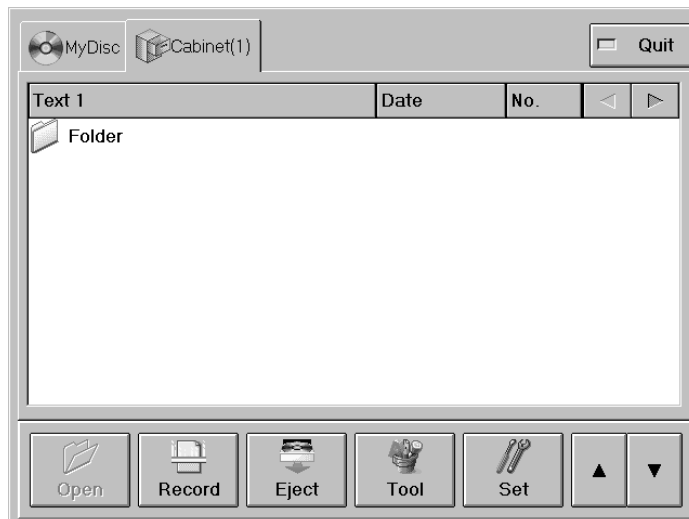 MyDisc Cabinet(1) Quit
Text 1 Date No.
Folder
Open Record Eject Tool Set